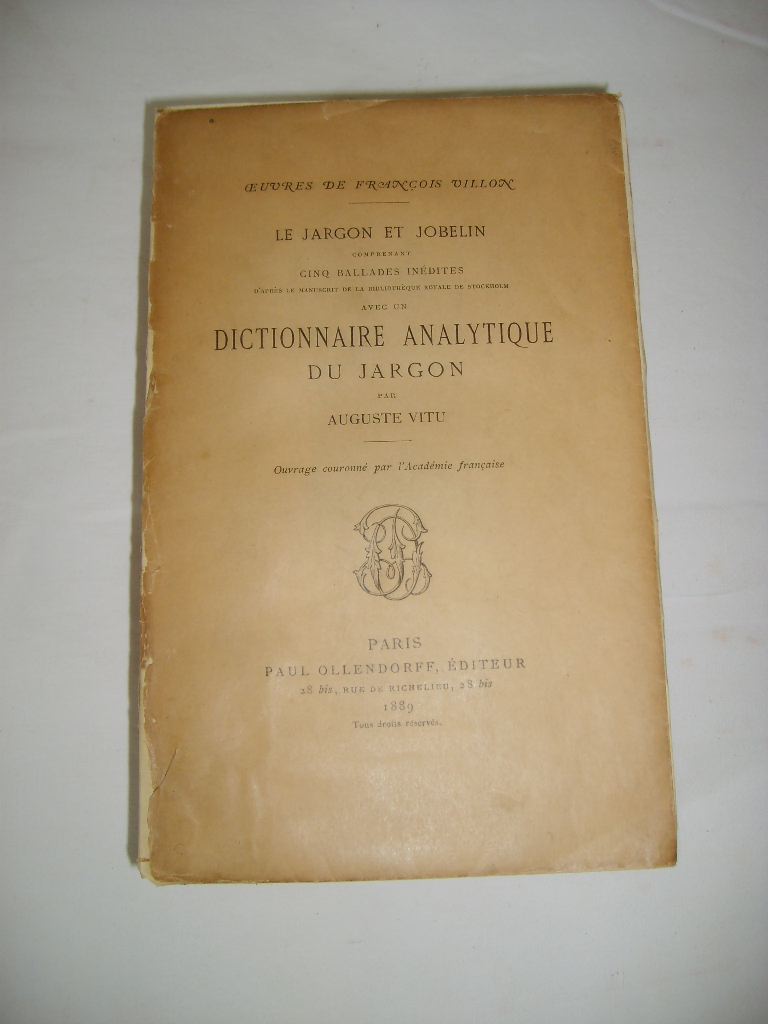 ŒUVRES DE FRANÇOIS VILLON
LE JARGON ET JOBELIN
COMPRENANT
CINQ BALLADES INÉDITES
D'APRÈS LE MANUSCRIT DE LA BIBLIOTHÈQUE ROYALE DE STOCKHOLM
AVEC UN
DICTIONNAIRE ANALYTIQUE
DU JARGON
PAR
AUGUSTE VITU
Ouvrage couronné par l'Académie française
PARIS
PAUL OLLENDORFF, ÉDITEUR
28 bis, RUE DE RICHELIEU, 28 bis
1889
Tous droits réservés.